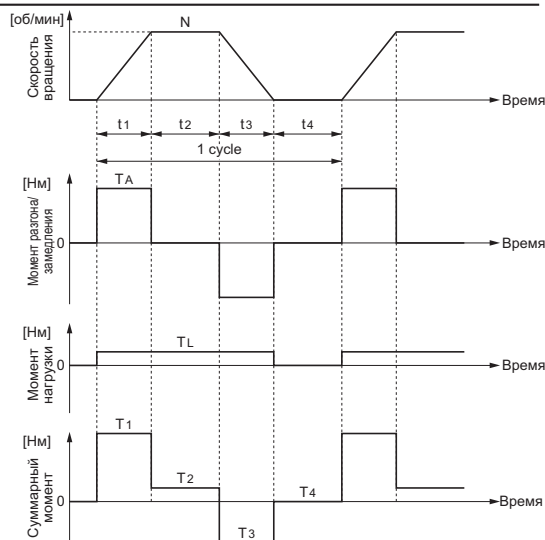 [об/мин]
Скорость
вращения
N
Время
t1 t2 t3 t4
1 cycle
[Нм]
Момент разгона/
замедления
TA
0
Время
[Нм]
Момент
нагрузки
TL
0
Время
[Нм]
Суммарный
момент
T1
T2
T4
0
Время
T3